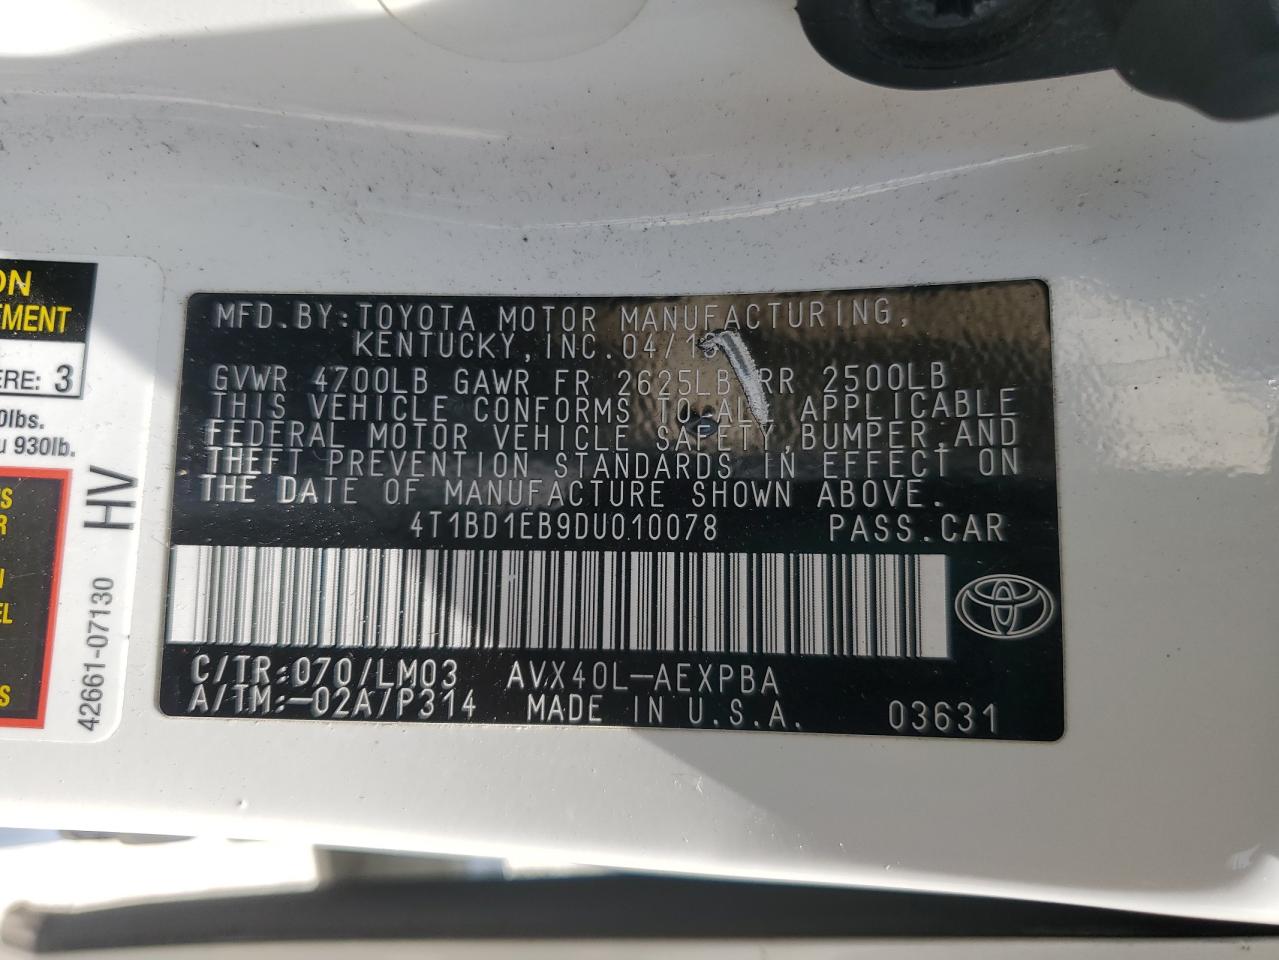 ON
EMENT
ERE: 3
0lbs.
u 930lb.
S
R
N
EL
S
HV
42661-07130
MFD.BY:TOYOTA MOTOR MANUFACTURING,
KENTUCKY,INC.04/13
GVWR 4700LB GAWR FR 2625LB RR 2500LB
THIS VEHICLE CONFORMS TO ALL APPLICABLE
FEDERAL MOTOR VEHICLE SAFETY,BUMPER,AND
THEFT PREVENTION STANDARDS IN EFFECT ON
THE DATE OF MANUFACTURE SHOWN ABOVE.
4T1BD1EB9DU010078 PASS.CAR
C/TR:070/LM03 AVX40L-AEXPBA
A/TM:-02A/P314 MADE IN U.S.A. 03631